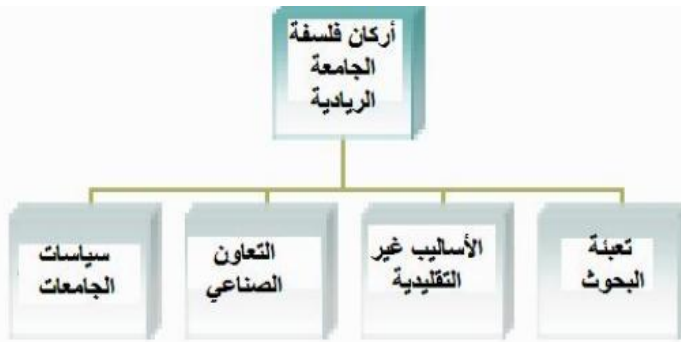 أركان فلسفة
الجامعة
الريادية
تعبئة
البحوث
الأساليب غير
التقليدية
التعاون
الصناعي
سياسات
الجامعات